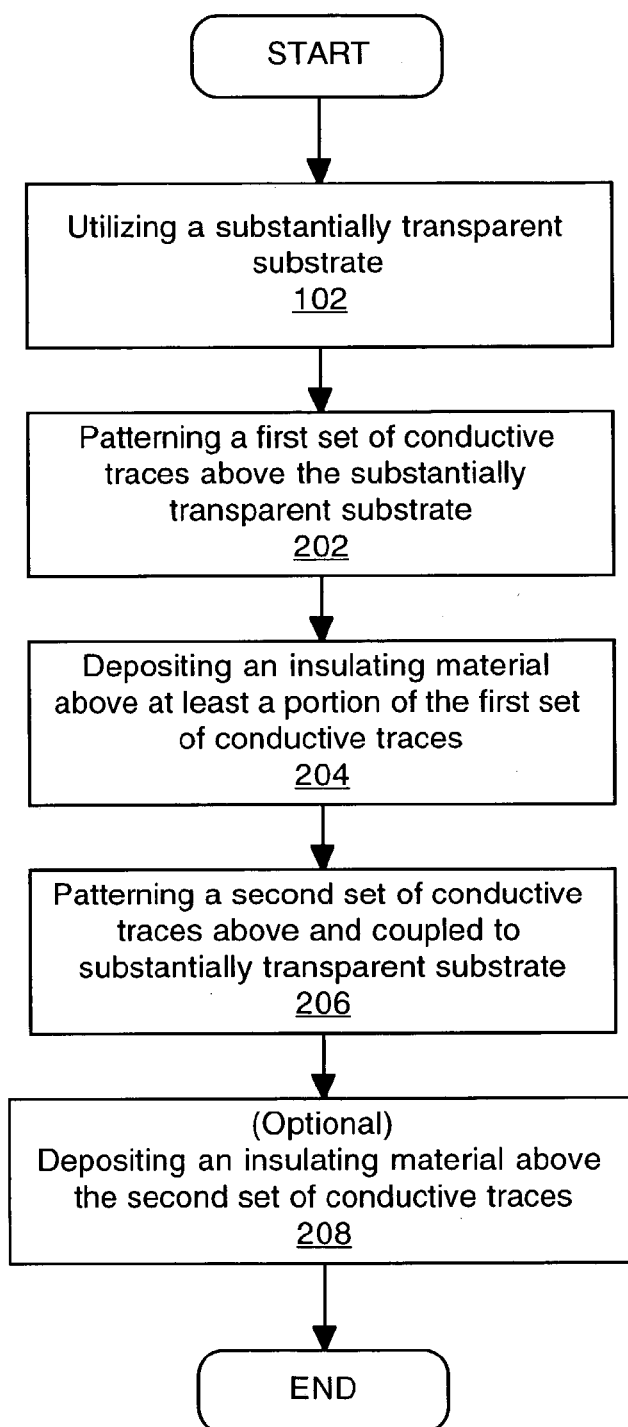 START
Utilizing a substantially transparent
substrate
102
Patterning a first set of conductive
traces above the substantially
transparent substrate
202
Depositing an insulating material
above at least a portion of the first set
of conductive traces
204
Patterning a second set of conductive
traces above and coupled to
substantially transparent substrate
206
(Optional)
Depositing an insulating material above
the second set of conductive traces
208
END